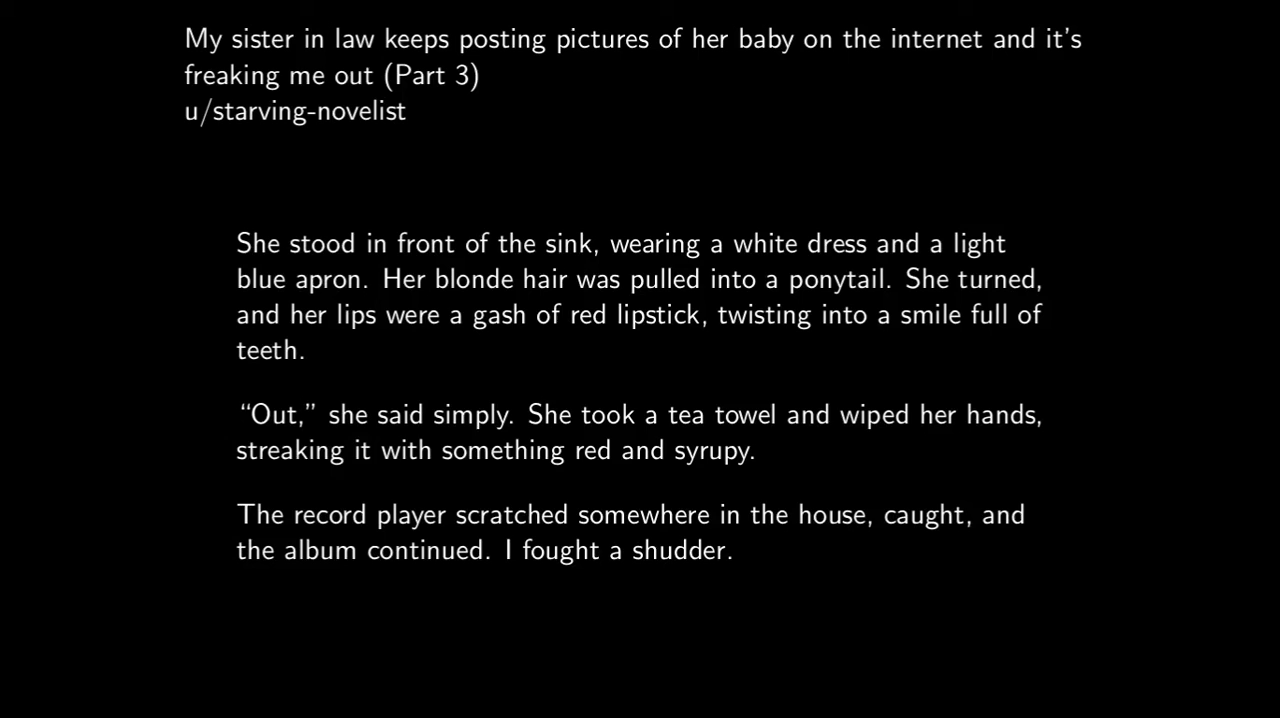 My sister in law keeps posting pictures of her baby on the internet and it's
freaking me out (Part 3)
u/starving-novelist
She stood in front of the sink, wearing a white dress and a light
blue apron. Her blonde hair was pulled into a ponytail. She turned,
and her lips were a gash of red lipstick, twisting into a smile full of
teeth.
“Out,” she said simply. She took a tea towel and wiped her hands,
streaking it with something red and syrupy.
The record player scratched somewhere in the house, caught, and
the album continued. I fought a shudder.